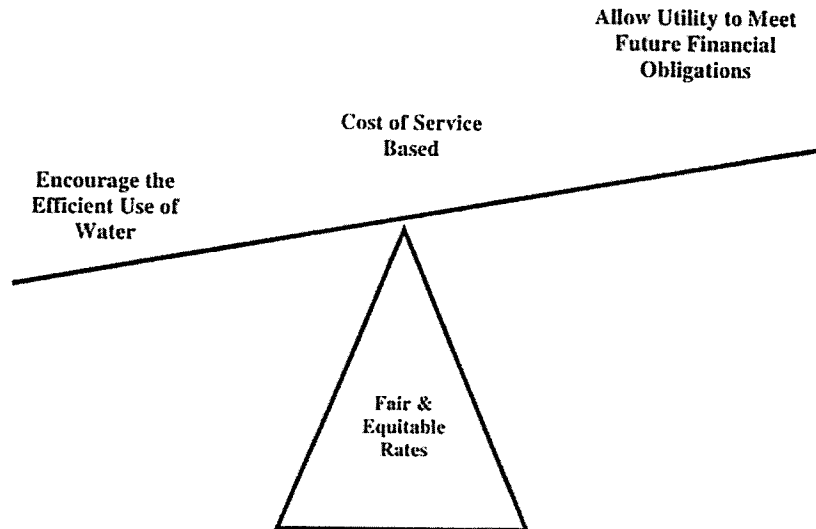 Allow Utility to Meet
Future Financial
Obligations
Cost of Service
Based
Encourage the
Efficient Use of
Water
Fair &
Equitable
Rates